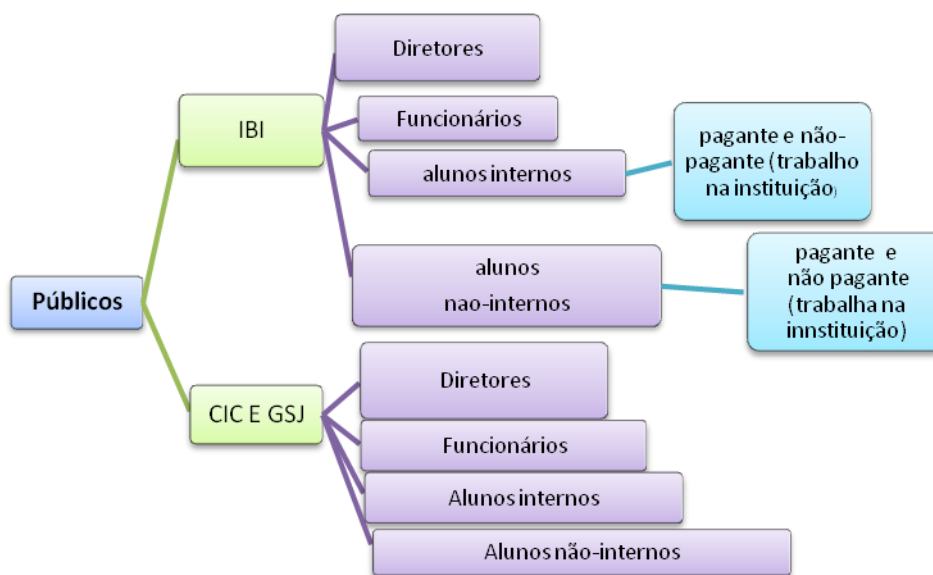 Diretores
IBI
Funcionários
alunos internos
pagante e não-
pagante (trabalho
na instituição)
alunos
nao-internos
pagante e
não pagante
(trabalha na
innstituição)
Públicos
Diretores
CIC E GSJ
Funcionários
Alunos internos
Alunos não-internos